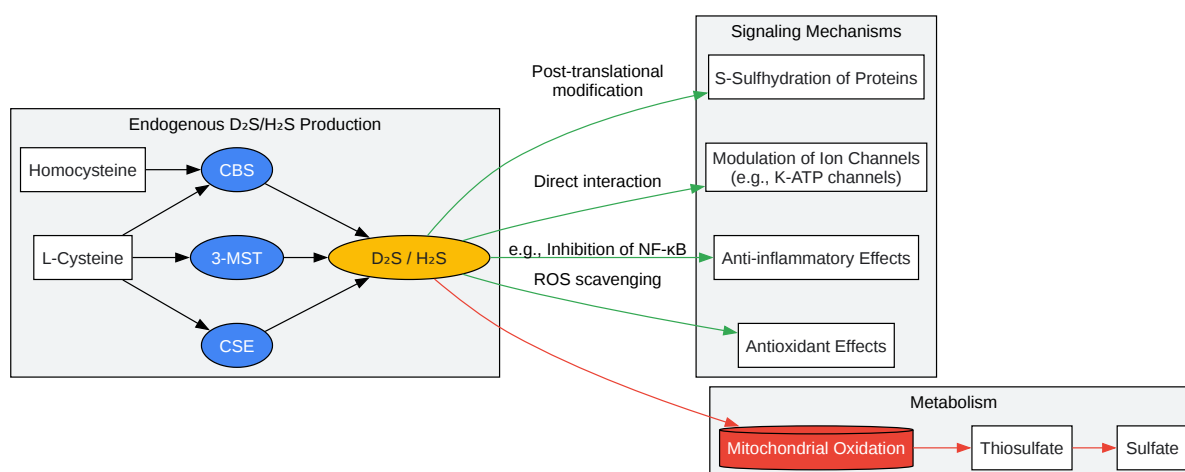 Signaling Mechanisms
Post-translational
modification
S-Sulfhydration of Proteins
Endogenous D₂S/H₂S Production
Homocysteine
CBS
Direct interaction
Modulation of Ion Channels
(e.g., K-ATP channels)
L-Cysteine
3-MST
D₂S / H₂S
e.g., Inhibition of NF-κB
Anti-inflammatory Effects
ROS scavenging
CSE
Antioxidant Effects
Metabolism
Mitochondrial Oxidation
Thiosulfate
Sulfate